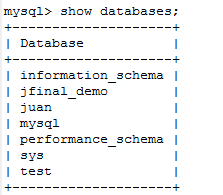 mysql> show databases;
+--------------------+
| Database           |
+--------------------+
| information_schema |
| jfinal_demo        |
| juan               |
| mysql              |
| performance_schema |
| sys                |
| test               |
+--------------------+